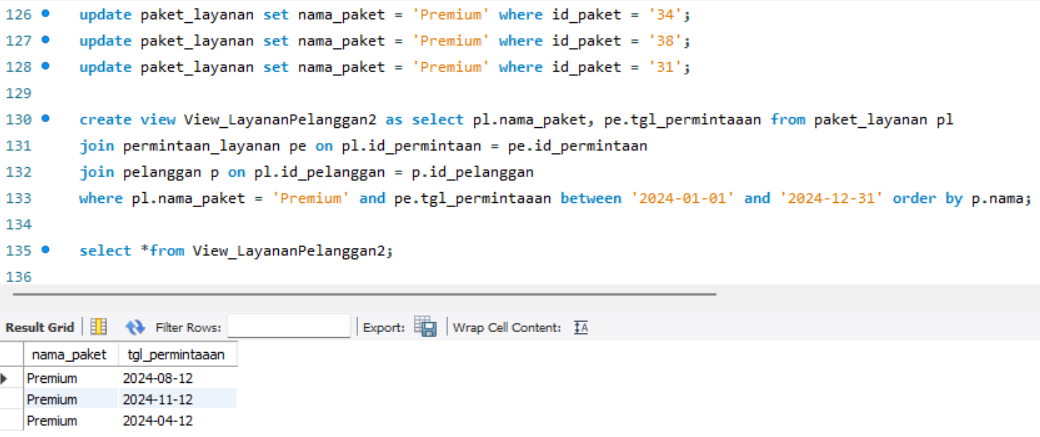 126 update paket_layanan set nama_paket = 'Premium' where id_paket = '34';
127 update paket_layanan set nama_paket = 'Premium' where id_paket = '38';
128 update paket_layanan set nama_paket = 'Premium' where id_paket = '31';
129
130 create view View_LayananPelanggan2 as select pl.nama_paket, pe.tgl_permintaaan from paket_layanan pl
131 join permintaan_layanan pe on pl.id_permintaan = pe.id_permintaan
132 join pelanggan p on pl.id_pelanggan = p.id_pelanggan
133 where pl.nama_paket = 'Premium' and pe.tgl_permintaaan between '2024-01-01' and '2024-12-31' order by p.nama;
134
135 select *from View_LayananPelanggan2;
136
Result Grid Filter Rows: Export: Wrap Cell Content: IA
nama_paket tgl_permintaaan
Premium 2024-08-12
Premium 2024-11-12
Premium 2024-04-12